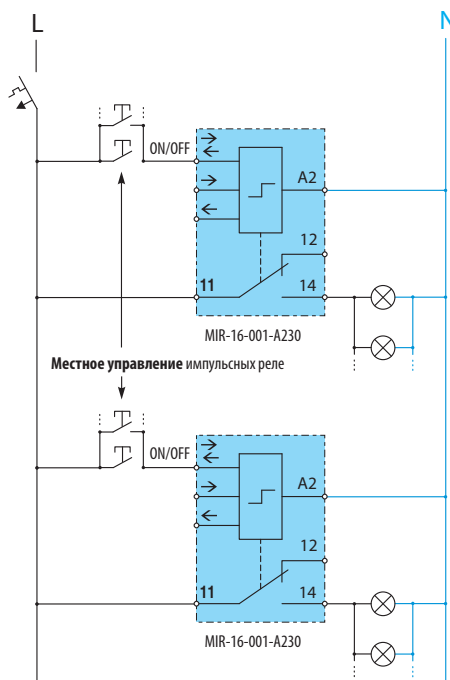 L
N
ON/OFF
A2
12
11
14
MIR-16-001-A230
Местное управление импульсных реле
ON/OFF
A2
12
11
14
MIR-16-001-A230